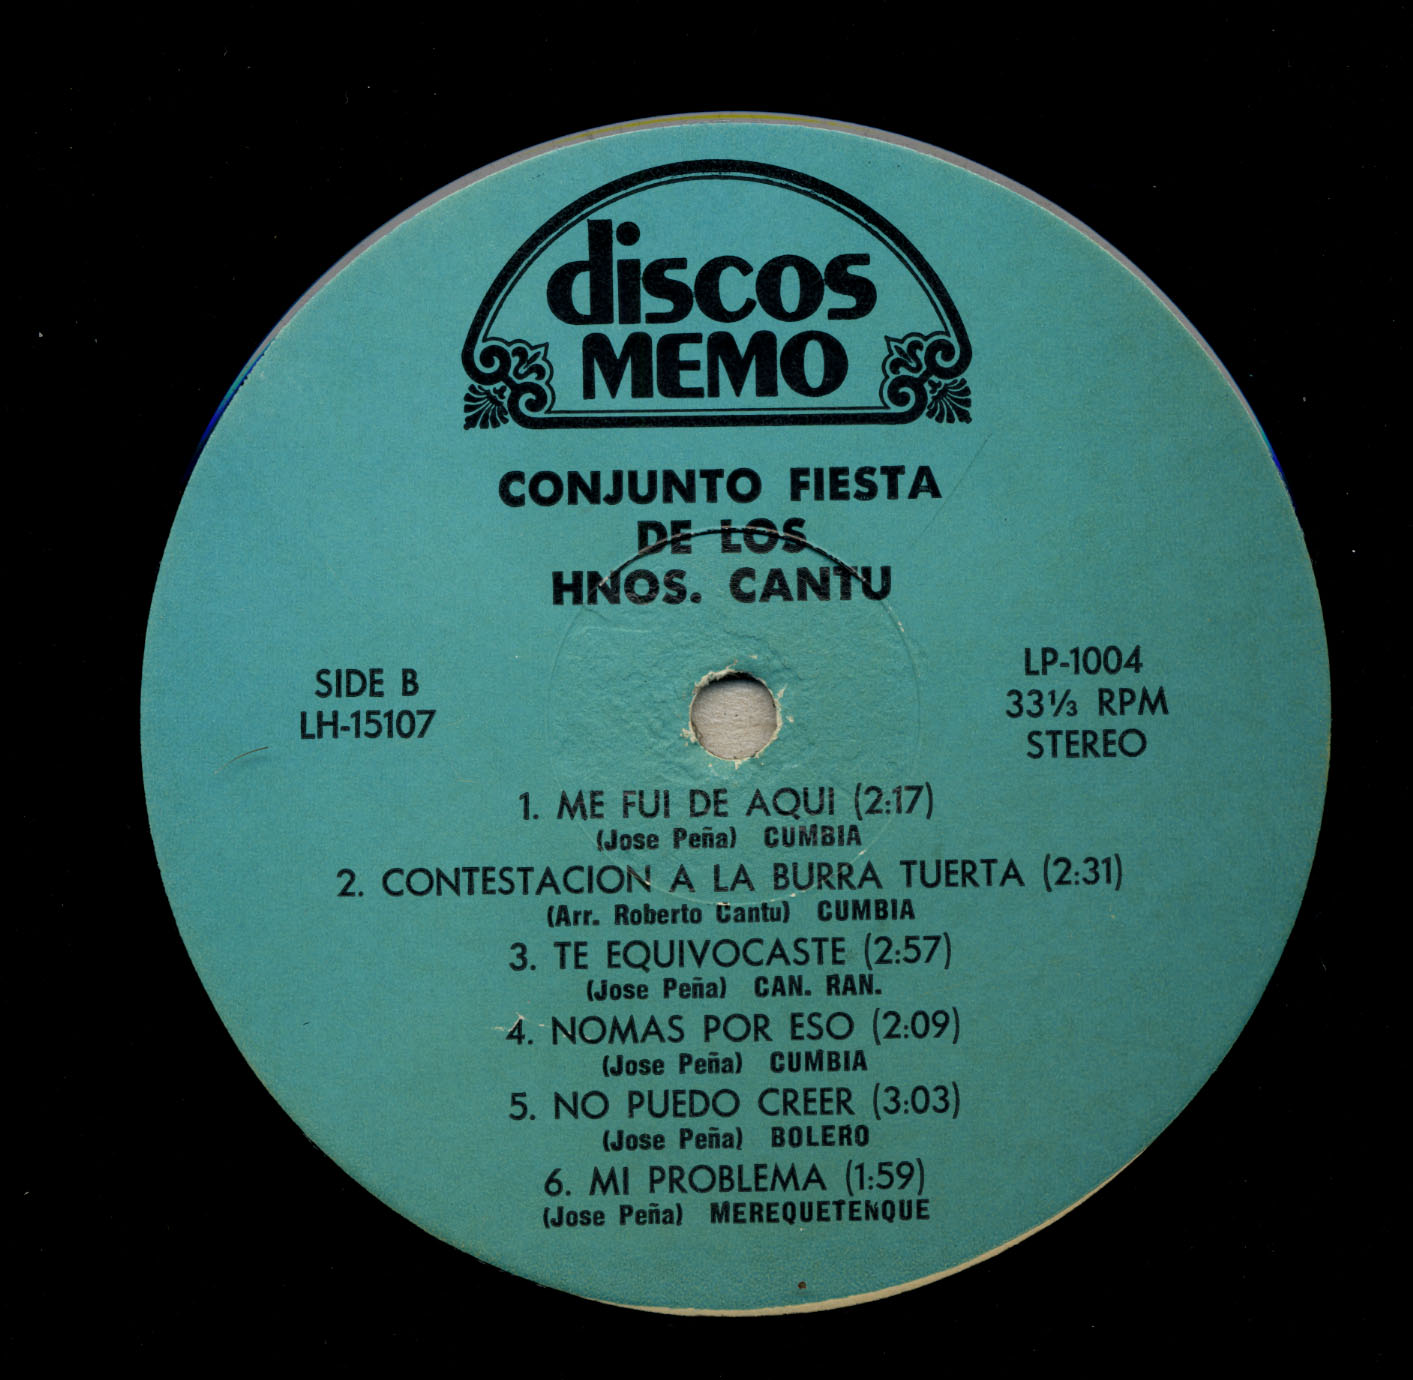 discos
MEMO
CONJUNTO FIESTA
DE LOS
HNOS. CANTU
SIDE B
LH-15107
LP-1004
33 1/3 RPM
STEREO
1. ME FUI DE AQUI (2:17)
(Jose Peña) CUMBIA
2. CONTESTACION A LA BURRA TUERTA (2:31)
(Arr. Roberto Cantu) CUMBIA
3. TE EQUIVOCASTE (2:57)
(Jose Peña) CAN. RAN.
4. NOMAS POR ESO (2:09)
(Jose Peña) CUMBIA
5. NO PUEDO CREER (3:03)
(Jose Peña) BOLERO
6. MI PROBLEMA (1:59)
(Jose Peña) MEREQUETENQUE